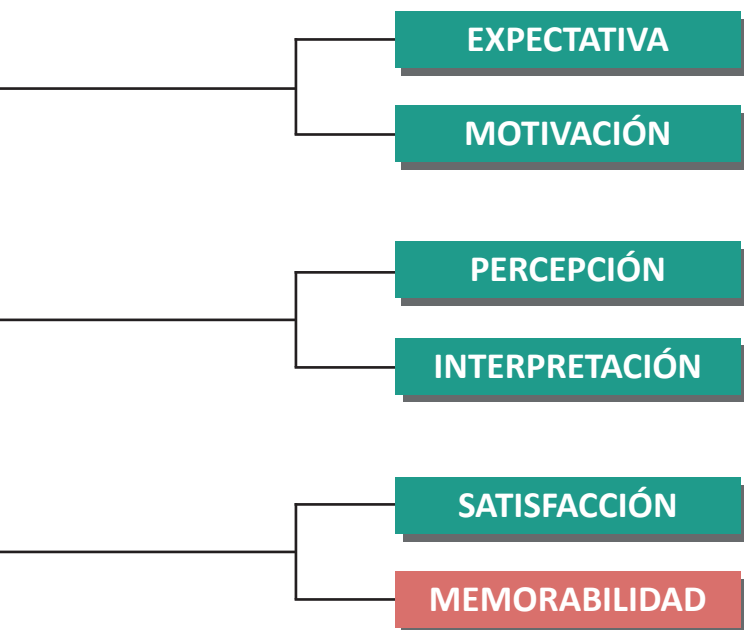 EXPECTATIVA
MOTIVACIÓN
PERCEPCIÓN
INTERPRETACIÓN
SATISFACCIÓN
MEMORABILIDAD